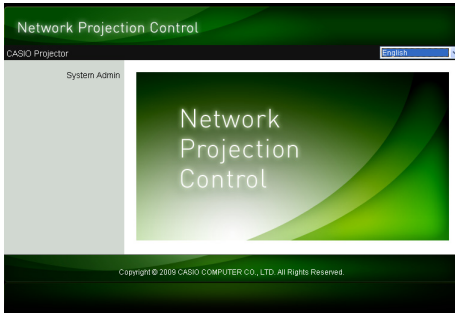 Network Projection Control
CASIO Projector
English
System Admin
Network
Projection
Control
Copyright © 2009 CASIO COMPUTER CO., LTD. All Rights Reserved.